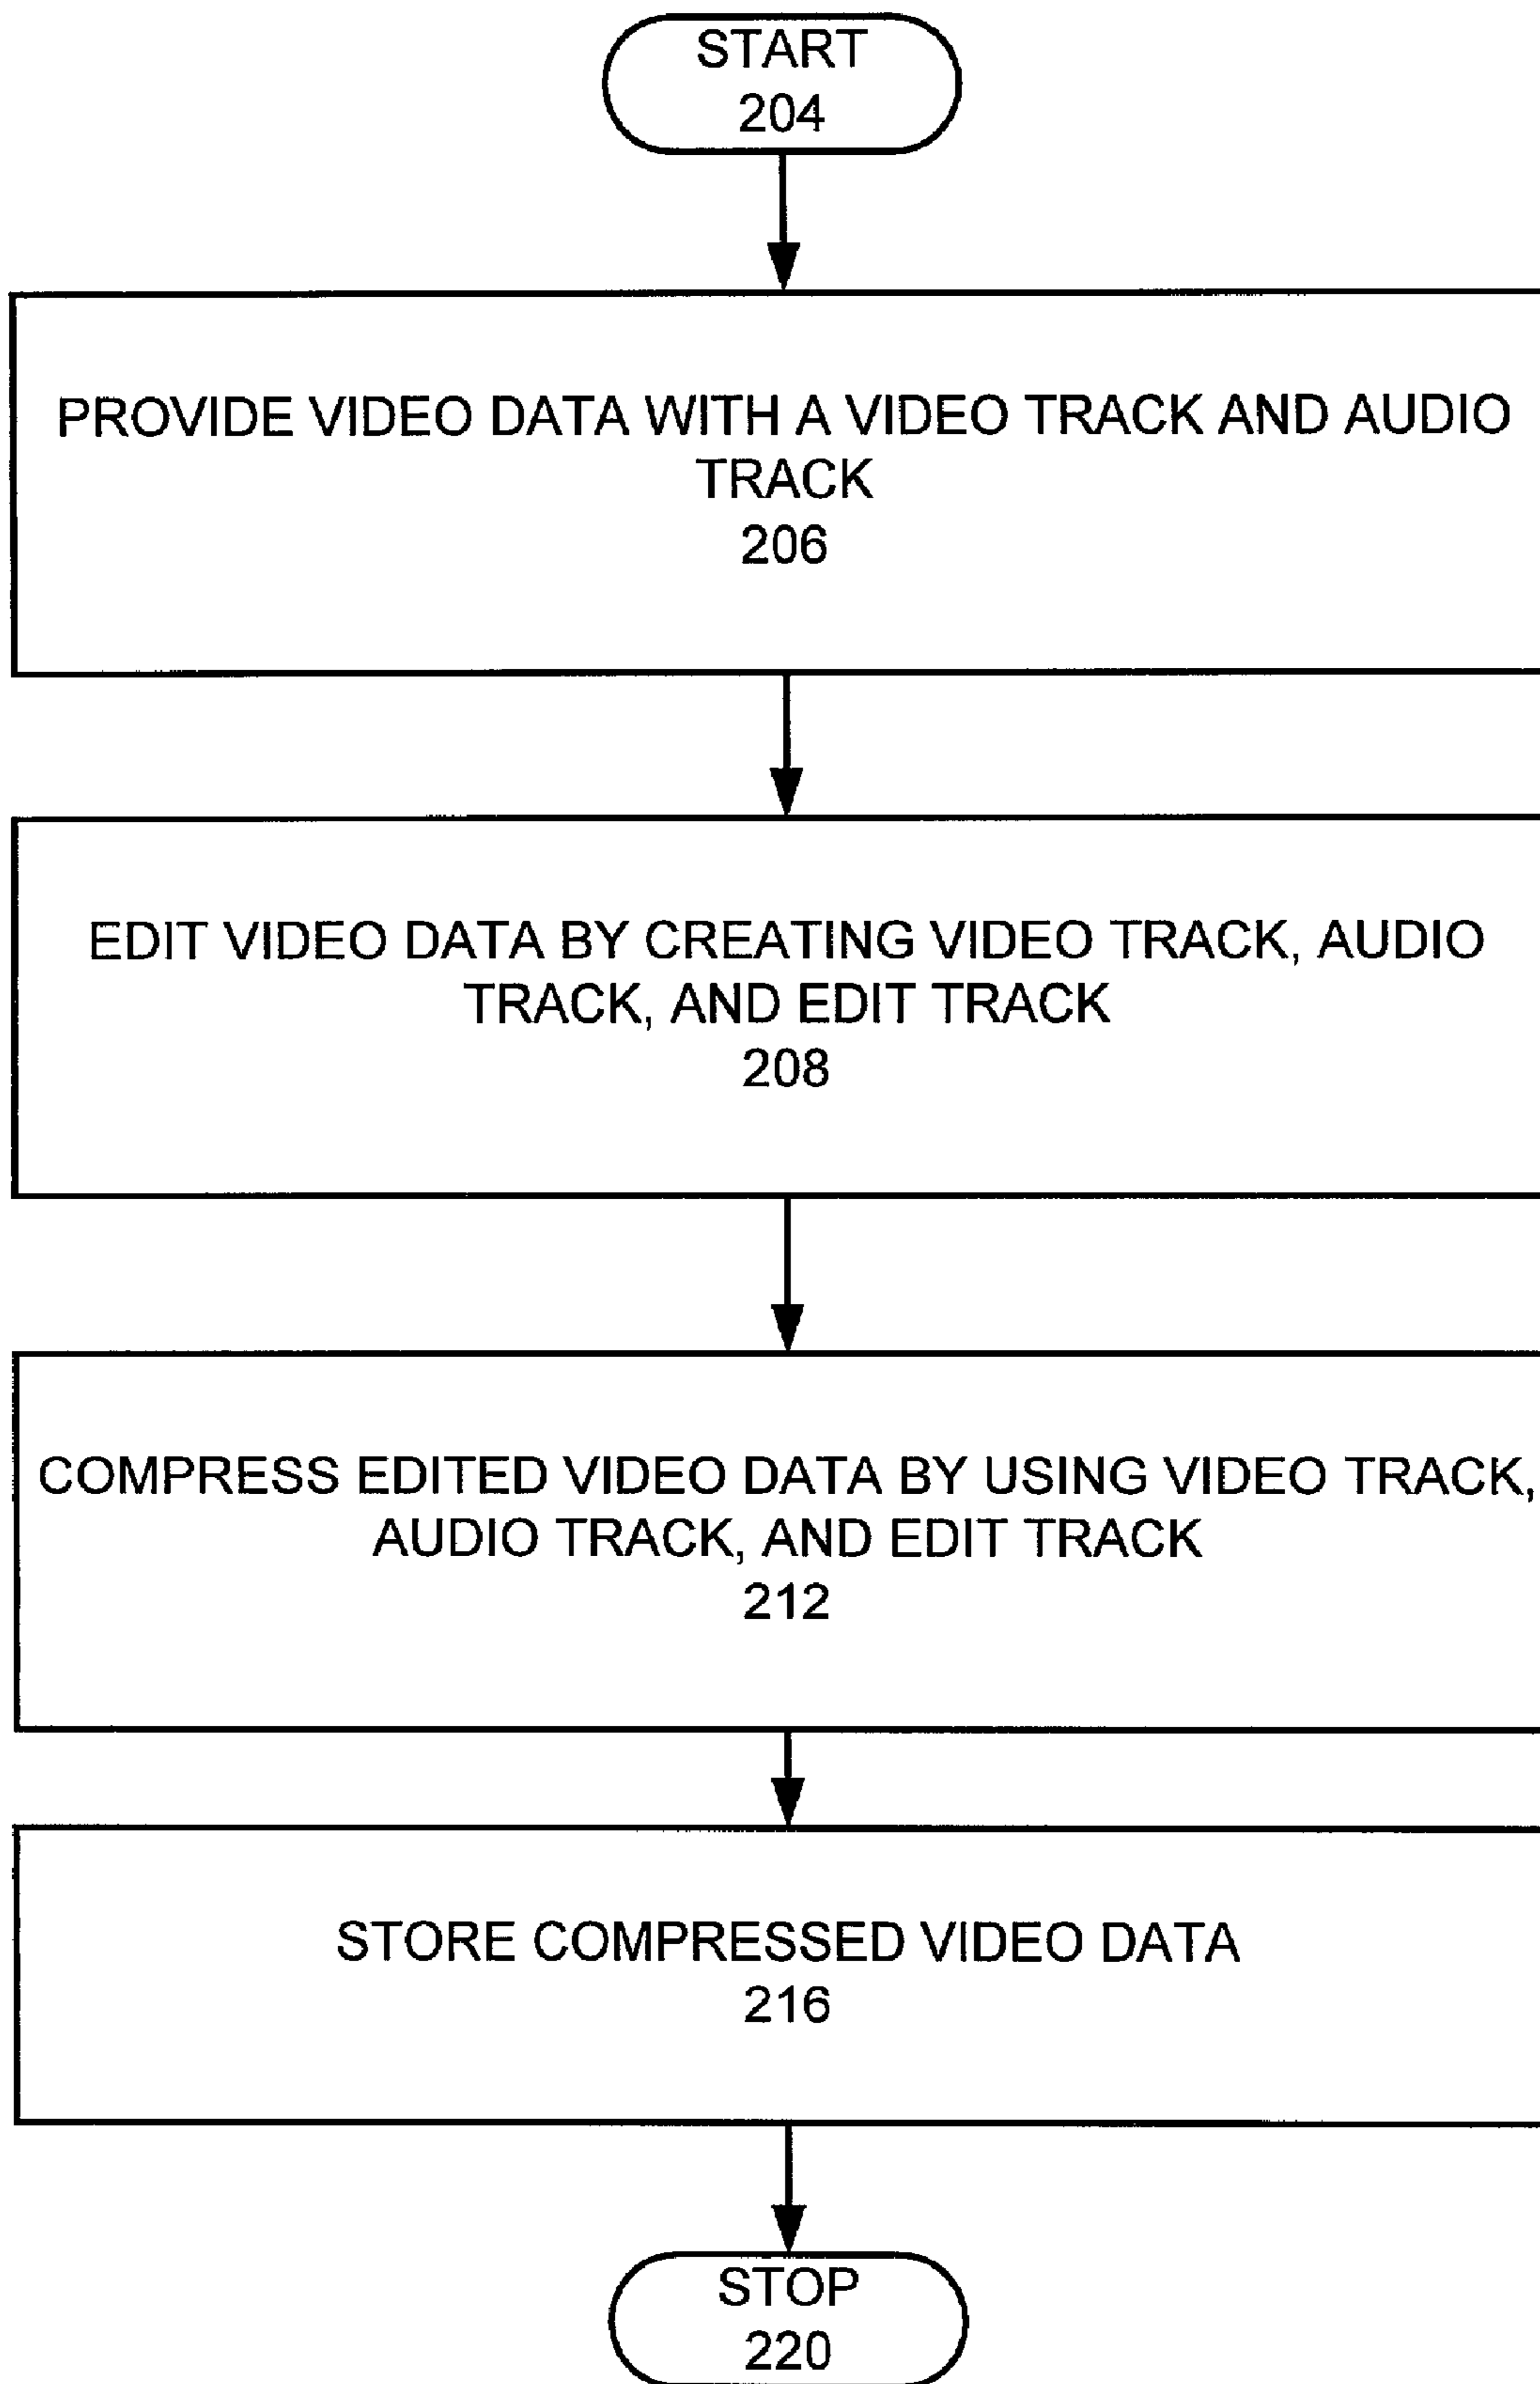 START
204
PROVIDE VIDEO DATA WITH A VIDEO TRACK AND AUDIO
TRACK
206
EDIT VIDEO DATA BY CREATING VIDEO TRACK, AUDIO
TRACK, AND EDIT TRACK
208
COMPRESS EDITED VIDEO DATA BY USING VIDEO TRACK,
AUDIO TRACK, AND EDIT TRACK
212
STORE COMPRESSED VIDEO DATA
216
STOP
220